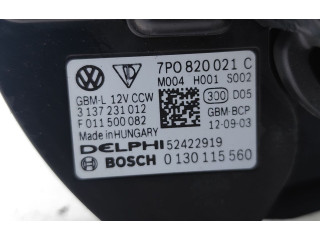 7P0 820 021 C
M004 H001 S002
GBM-L 12V CCW
3 137 231 012
300 D05
F 011 500 082
GBM-BCP
Made in HUNGARY
12-09-03
DELPHI 52422919
BOSCH 0 130 115 560